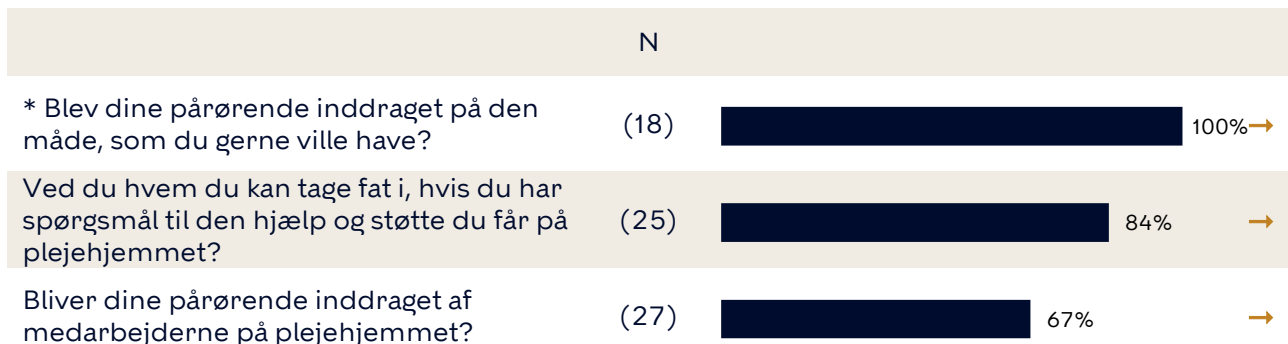 N
* Blev dine pårørende inddraget på den
måde, som du gerne ville have?
(18)
100%→
Ved du hvem du kan tage fat i, hvis du har
spørgsmål til den hjælp og støtte du får på
plejehjemmet?
(25)
84% →
Bliver dine pårørende inddraget af
medarbejderne på plejehjemmet?
(27)
67% →